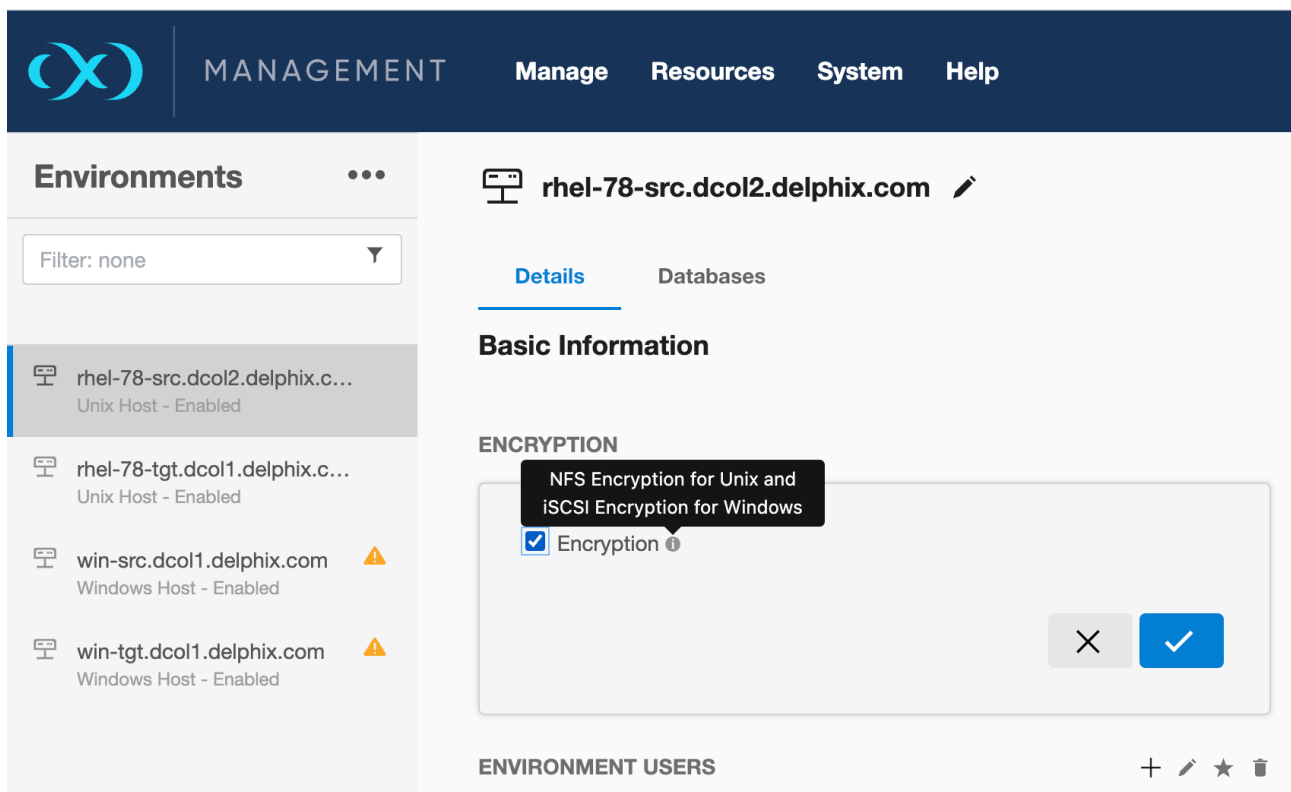 MANAGEMENT
Manage
Resources
System
Help
Environments
Filter: none
rhel-78-src.dcol2.delphix.c...
Unix Host - Enabled
rhel-78-tgt.dcol1.delphix.c...
Unix Host - Enabled
win-src.dcol1.delphix.com
Windows Host - Enabled
win-tgt.dcol1.delphix.com
Windows Host - Enabled
rhel-78-src.dcol2.delphix.com
Details
Databases
Basic Information
ENCRYPTION
NFS Encryption for Unix and
iSCSI Encryption for Windows
Encryption
ENVIRONMENT USERS